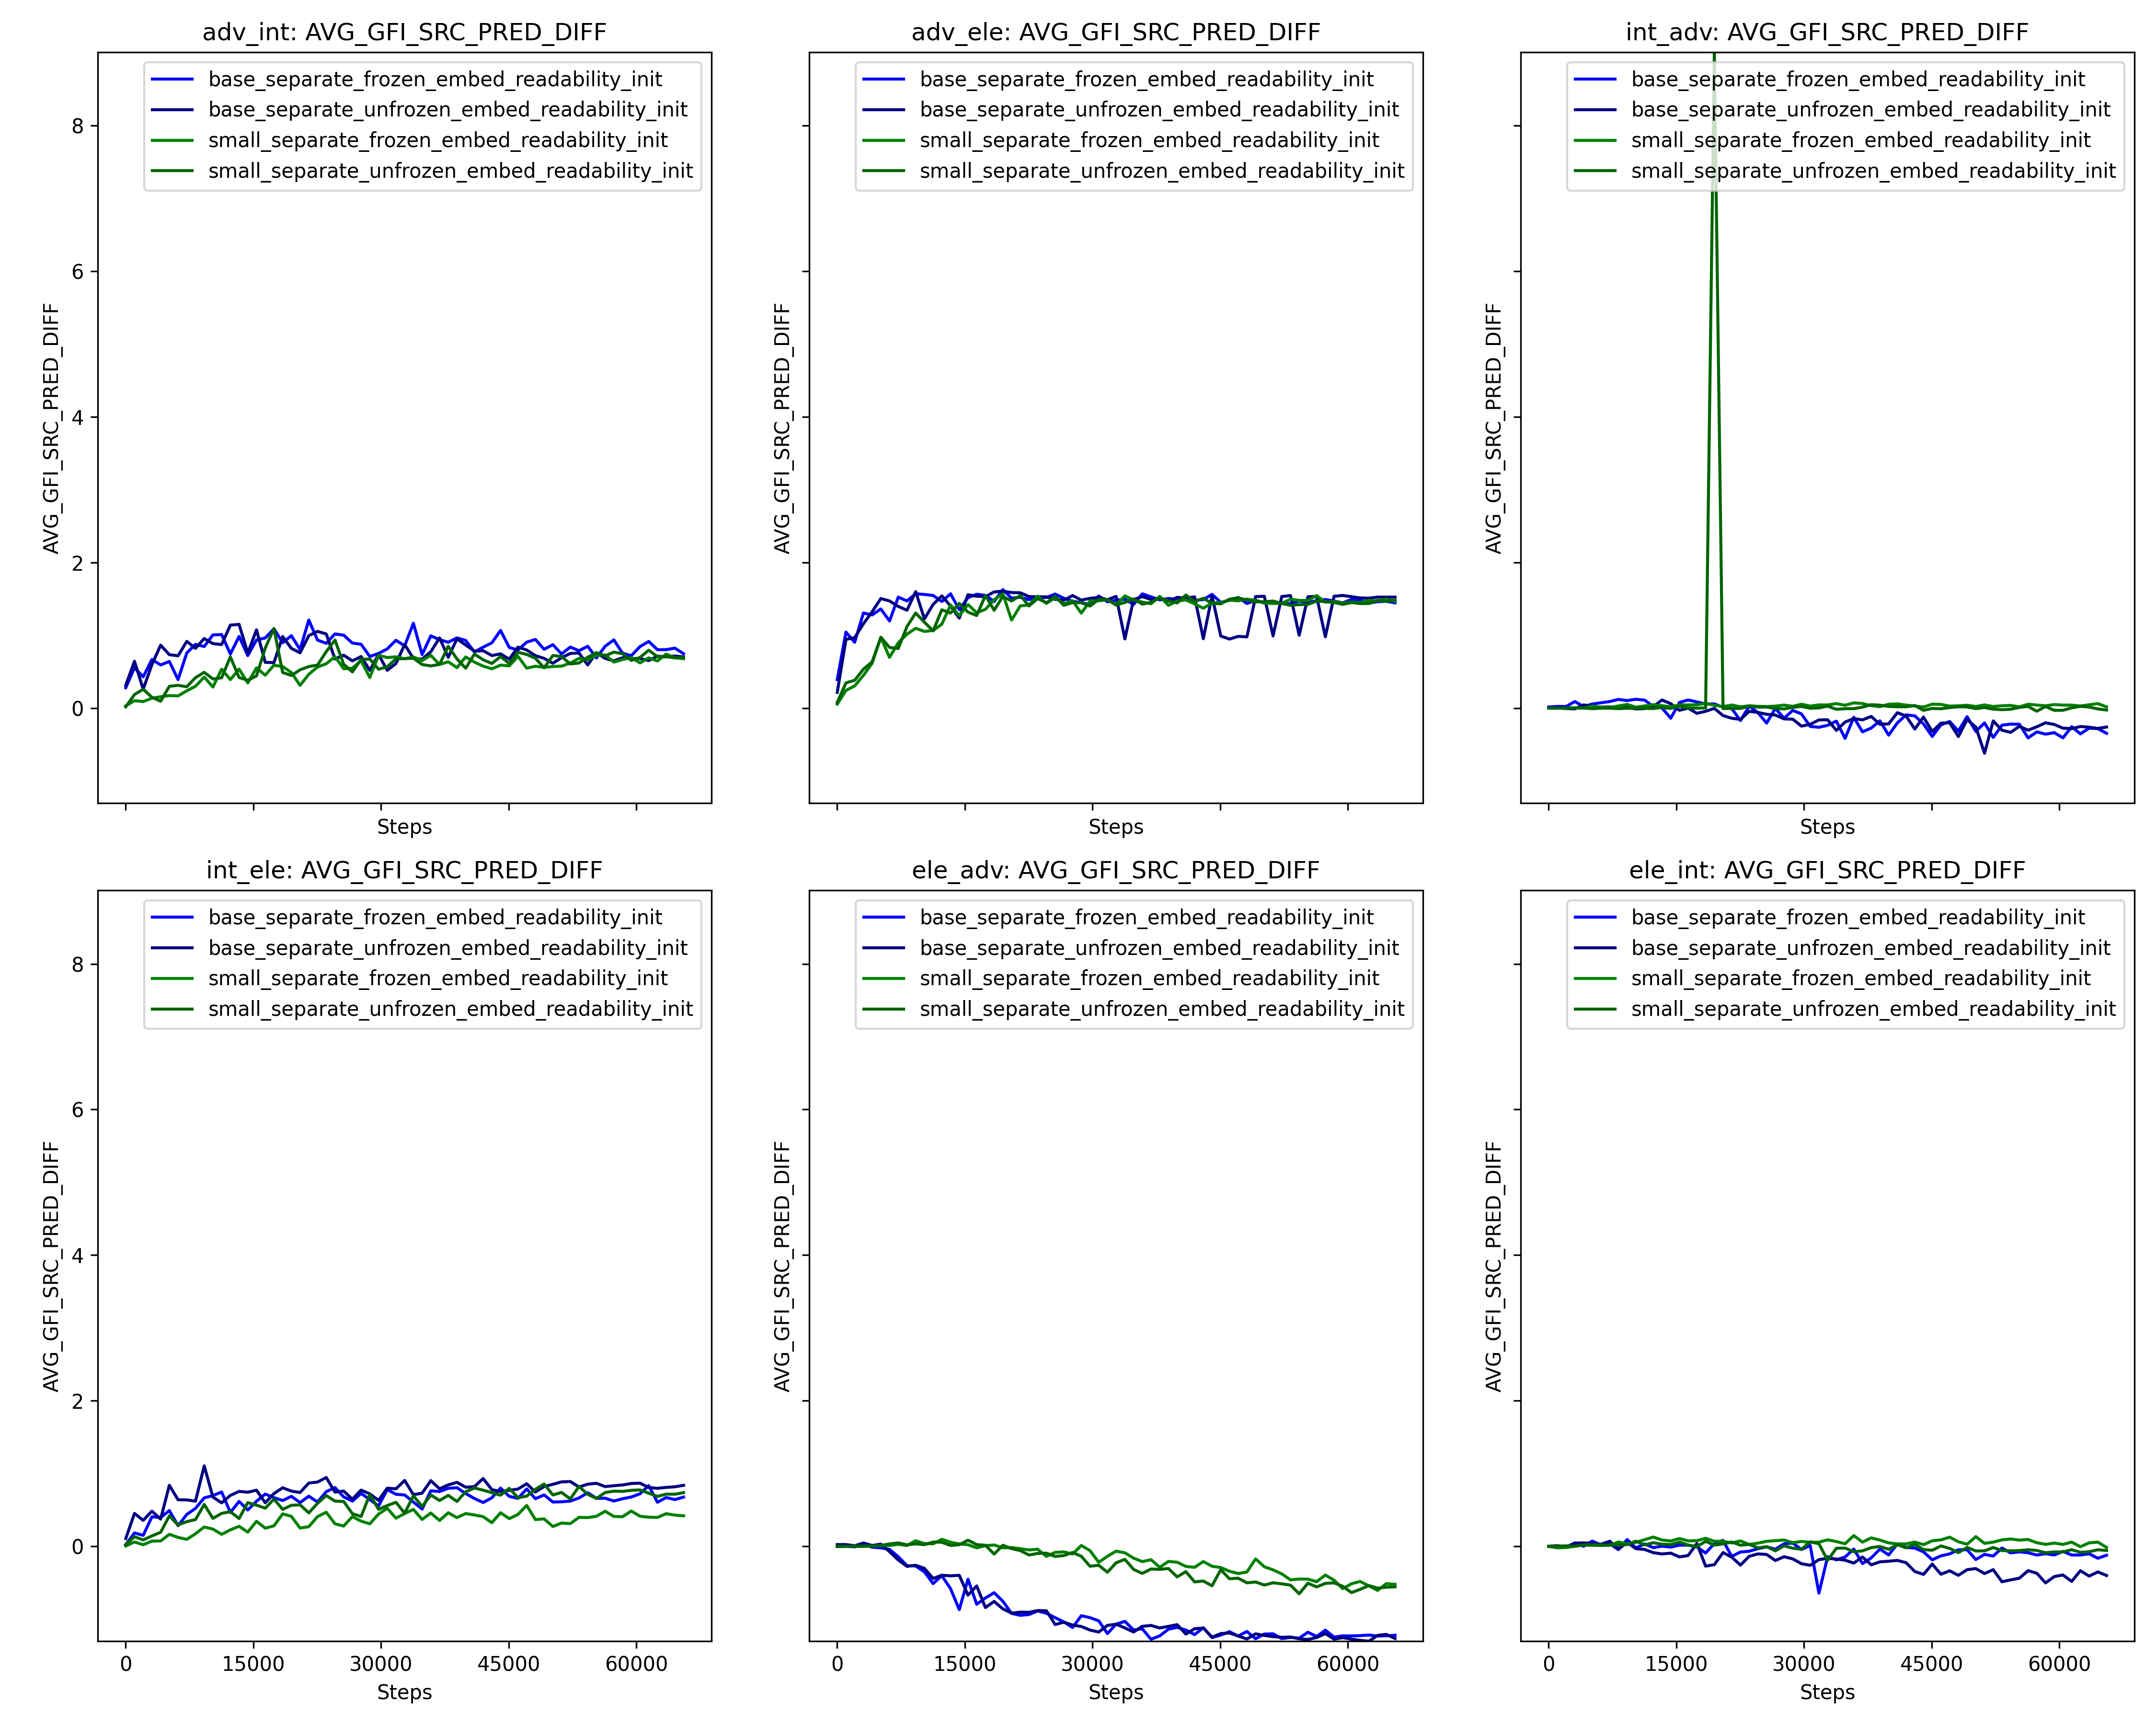 adv_int: AVG_GFI_SRC_PRED_DIFF
AVG_GFI_SRC_PRED_DIFF
8
6
4
2
0
base_separate_frozen_embed_readability_init
base_separate_unfrozen_embed_readability_init
small_separate_frozen_embed_readability_init
small_separate_unfrozen_embed_readability_init
Steps
adv_ele: AVG_GFI_SRC_PRED_DIFF
AVG_GFI_SRC_PRED_DIFF
base_separate_frozen_embed_readability_init
base_separate_unfrozen_embed_readability_init
small_separate_frozen_embed_readability_init
small_separate_unfrozen_embed_readability_init
Steps
int_adv: AVG_GFI_SRC_PRED_DIFF
AVG_GFI_SRC_PRED_DIFF
base_separate_frozen_embed_readability_init
base_separate_unfrozen_embed_readability_init
small_separate_frozen_embed_readability_init
small_separate_unfrozen_embed_readability_init
Steps
int_ele: AVG_GFI_SRC_PRED_DIFF
AVG_GFI_SRC_PRED_DIFF
8
6
4
2
0
base_separate_frozen_embed_readability_init
base_separate_unfrozen_embed_readability_init
small_separate_frozen_embed_readability_init
small_separate_unfrozen_embed_readability_init
0 15000 30000 45000 60000
Steps
ele_adv: AVG_GFI_SRC_PRED_DIFF
AVG_GFI_SRC_PRED_DIFF
base_separate_frozen_embed_readability_init
base_separate_unfrozen_embed_readability_init
small_separate_frozen_embed_readability_init
small_separate_unfrozen_embed_readability_init
0 15000 30000 45000 60000
Steps
ele_int: AVG_GFI_SRC_PRED_DIFF
AVG_GFI_SRC_PRED_DIFF
base_separate_frozen_embed_readability_init
base_separate_unfrozen_embed_readability_init
small_separate_frozen_embed_readability_init
small_separate_unfrozen_embed_readability_init
0 15000 30000 45000 60000
Steps